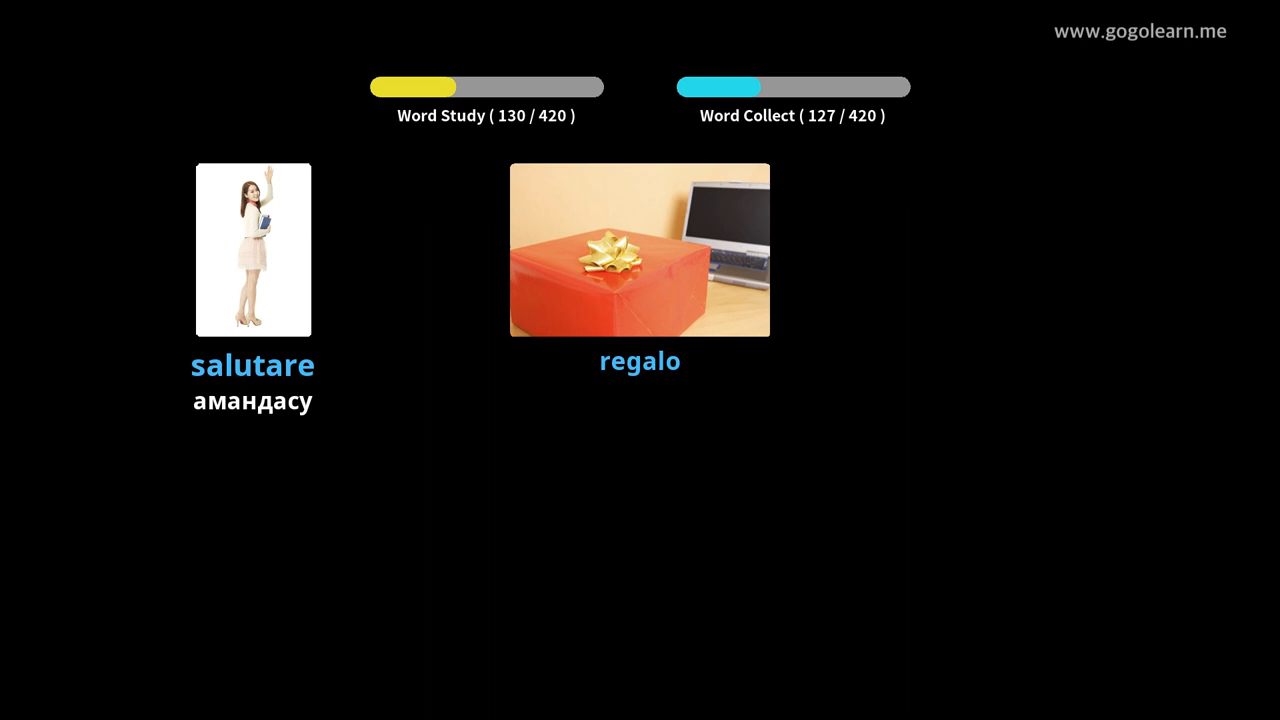 www.gogolearn.me
Word Study ( 130 / 420 )
Word Collect ( 127 / 420 )
salutare
амандасу
regalo